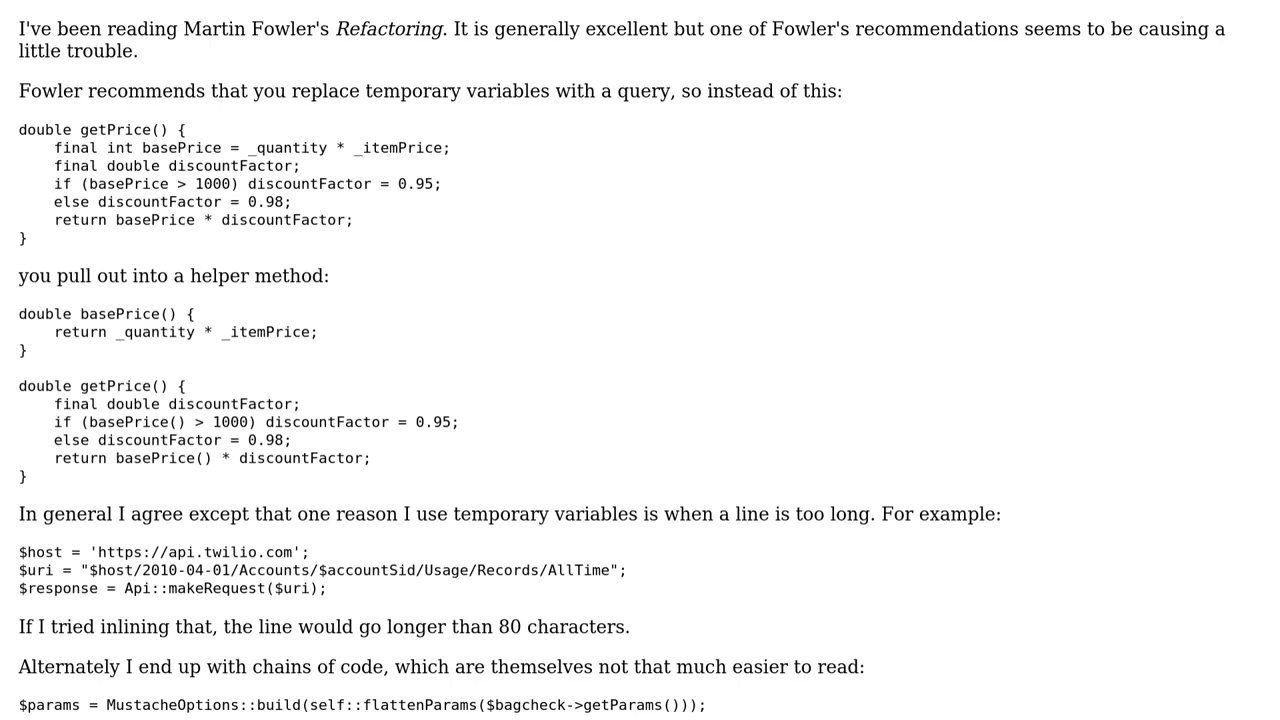 I've been reading Martin Fowler's Refactoring. It is generally excellent but one of Fowler's recommendations seems to be causing a
little trouble.
Fowler recommends that you replace temporary variables with a query, so instead of this:
double getPrice() {
    final int basePrice = _quantity * _itemPrice;
    final double discountFactor;
    if (basePrice > 1000) discountFactor = 0.95;
    else discountFactor = 0.98;
    return basePrice * discountFactor;
}
you pull out into a helper method:
double basePrice() {
    return _quantity * _itemPrice;
}
double getPrice() {
    final double discountFactor;
    if (basePrice() > 1000) discountFactor = 0.95;
    else discountFactor = 0.98;
    return basePrice() * discountFactor;
}
In general I agree except that one reason I use temporary variables is when a line is too long. For example:
$host = 'https://api.twilio.com';
$uri = "$host/2010-04-01/Accounts/$accountSid/Usage/Records/AllTime";
$response = Api::makeRequest($uri);
If I tried inlining that, the line would go longer than 80 characters.
Alternately I end up with chains of code, which are themselves not that much easier to read:
$params = MustacheOptions::build(self::flattenParams($bagcheck->getParams()));